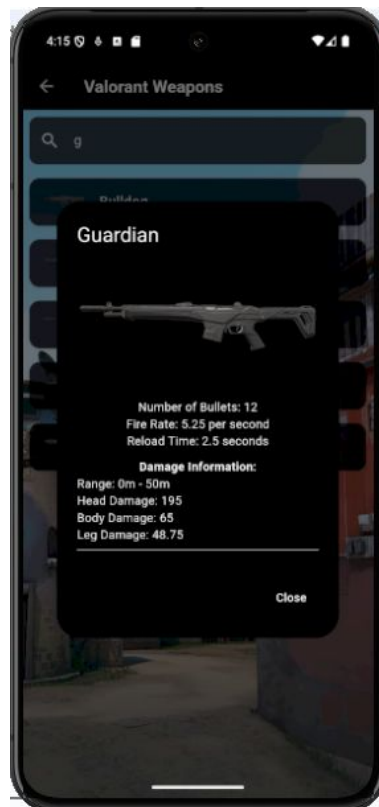 4:15
Valorant Weapons
g
Bulldog
Guardian
Number of Bullets: 12
Fire Rate: 5.25 per second
Reload Time: 2.5 seconds
Damage Information:
Range: 0m - 50m
Head Damage: 195
Body Damage: 65
Leg Damage: 48.75
Close